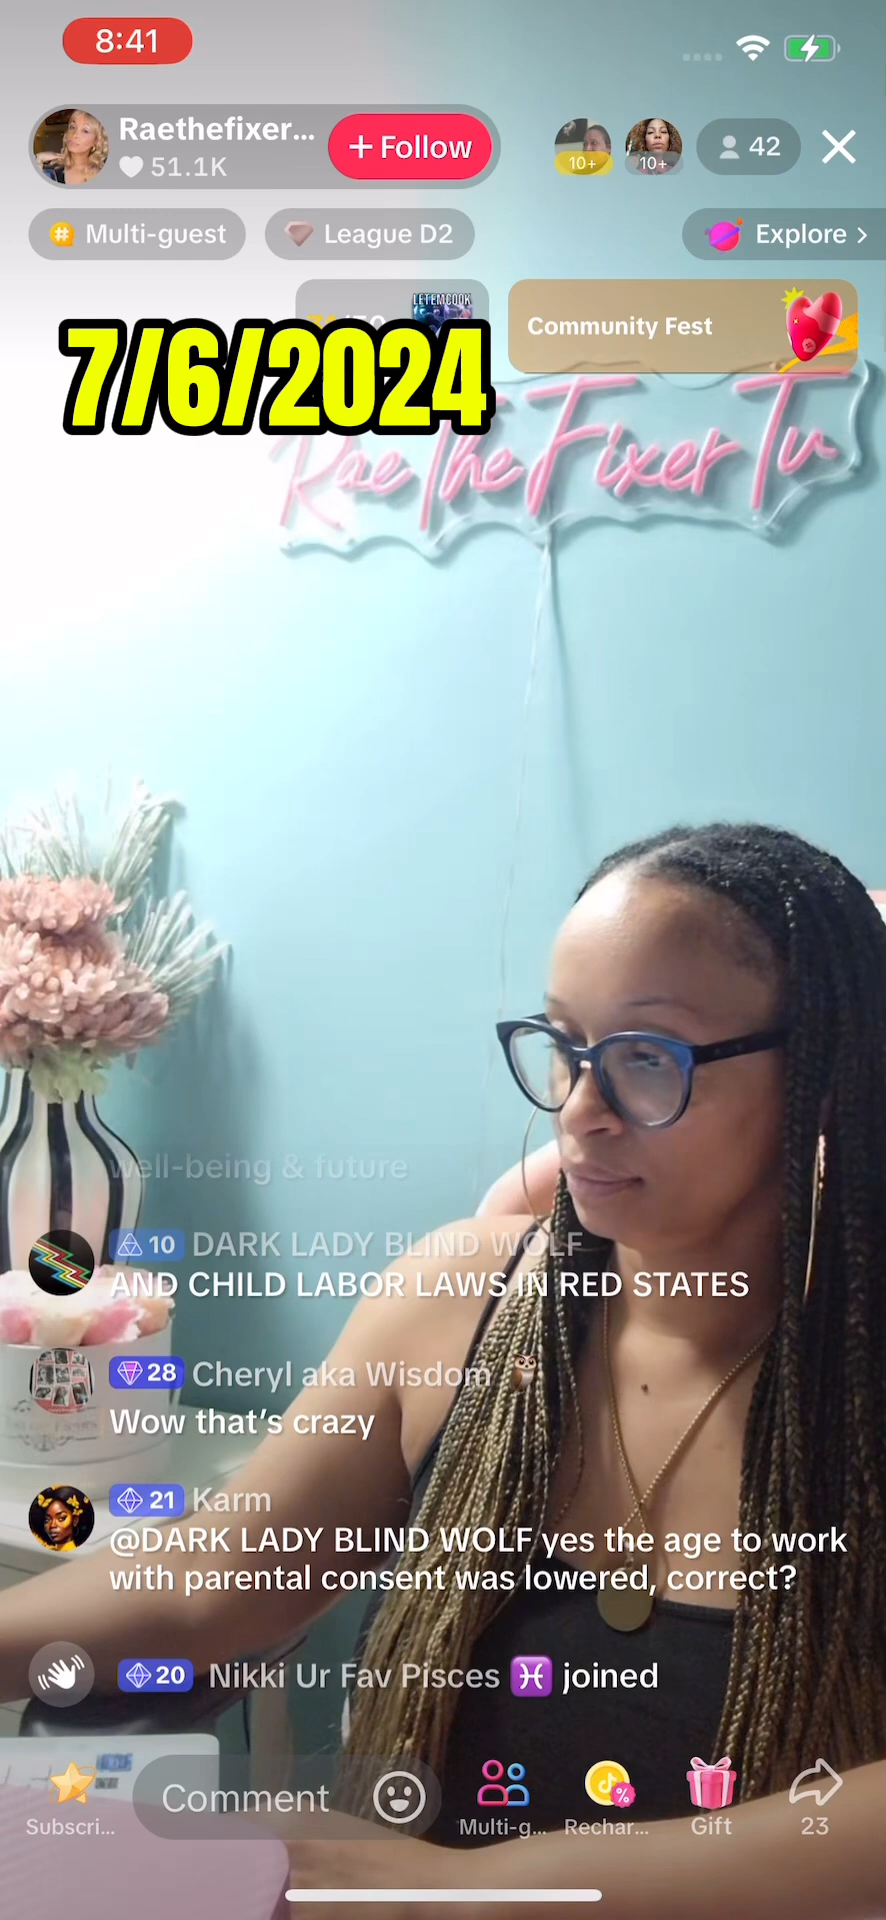 8:41
Raethefixer...
+ Follow
51.1K
10+
10+
42
Multi-guest
League D2
Explore >
LETEMCOOK
Community Fest
7/6/2024
RaeTheFixer Tv
well-being & future
10 DARK LADY BLIND WOLF
AND CHILD LABOR LAWS IN RED STATES
28 Cheryl aka Wisdom
Wow that's crazy
21 Karm
@DARK LADY BLIND WOLF yes the age to work
with parental consent was lowered, correct?
20 Nikki Ur Fav Pisces ♓ joined
Comment
Subscri...
Multi-g...
Rechar...
Gift
23